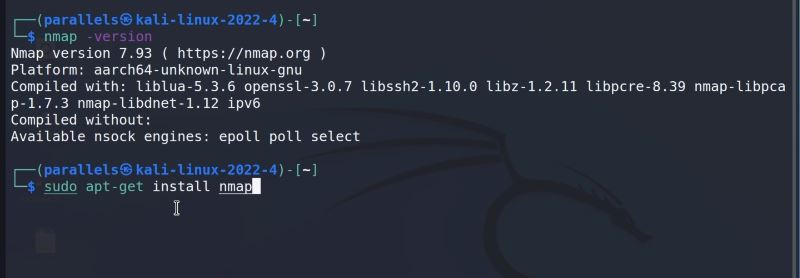 ┌──(parallels㉿kali-linux-2022-4)-[~]
└─$ nmap -version
Nmap version 7.93 ( https://nmap.org )
Platform: aarch64-unknown-linux-gnu
Compiled with: liblua-5.3.6 openssl-3.0.7 libssh2-1.10.0 libz-1.2.11 libpcre-8.39 nmap-libpca
p-1.7.3 nmap-libdnet-1.12 ipv6
Compiled without:
Available nsock engines: epoll poll select
┌──(parallels㉿kali-linux-2022-4)-[~]
└─$ sudo apt-get install nmap